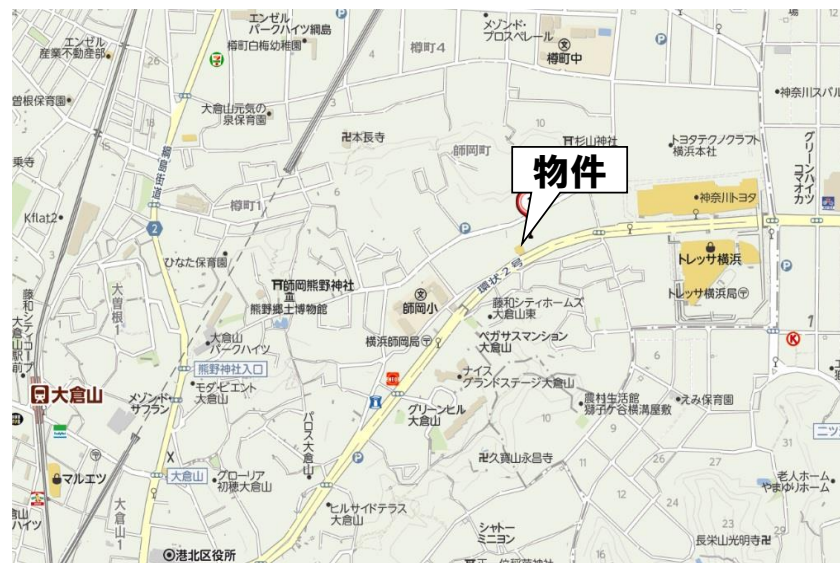 エンゼル
パークハイツ綱島
樽町白梅幼稚園
エンゼル
産業不動産部
メゾンド・
プロスペレール
樽町4
樽町中
曽根保育園
大倉山元気の
泉保育園
神奈川スバル
卍本長寺
師岡町
杉山神社
トヨタテクノクラフト
横浜本社
グリーンハイツ
コマオカ
乗寺
綱島街道
物件
Kflat2
樽町1
神奈川トヨタ
2
ひなた保育園
環状2号
トレッサ横浜
師岡熊野神社
熊野郷土博物館
師岡小
トレッサ横浜局
大曽根1
藤和シティホームズ
大倉山東
藤和シティコープ
大倉山駅前
大倉山
パークハイツ
横浜師岡局
ペガサスマンション
大倉山
熊野神社入口
ナイス
グランドステージ大倉山
大倉山
モダビエント
大倉山
メゾンド・
サフラン
グリーンヒル
大倉山
農村生活館
獅子ケ谷横溝屋敷
えみ保育園
パロス大倉山
卍久真山永昌寺
マルエツ
大倉山
グローリア
初穂大倉山
老人ホーム
やまゆりホーム
大倉山1
ヒルサイドテラス
大倉山
シャトー
ミニヨン
長栄山光明寺卍
港北区役所